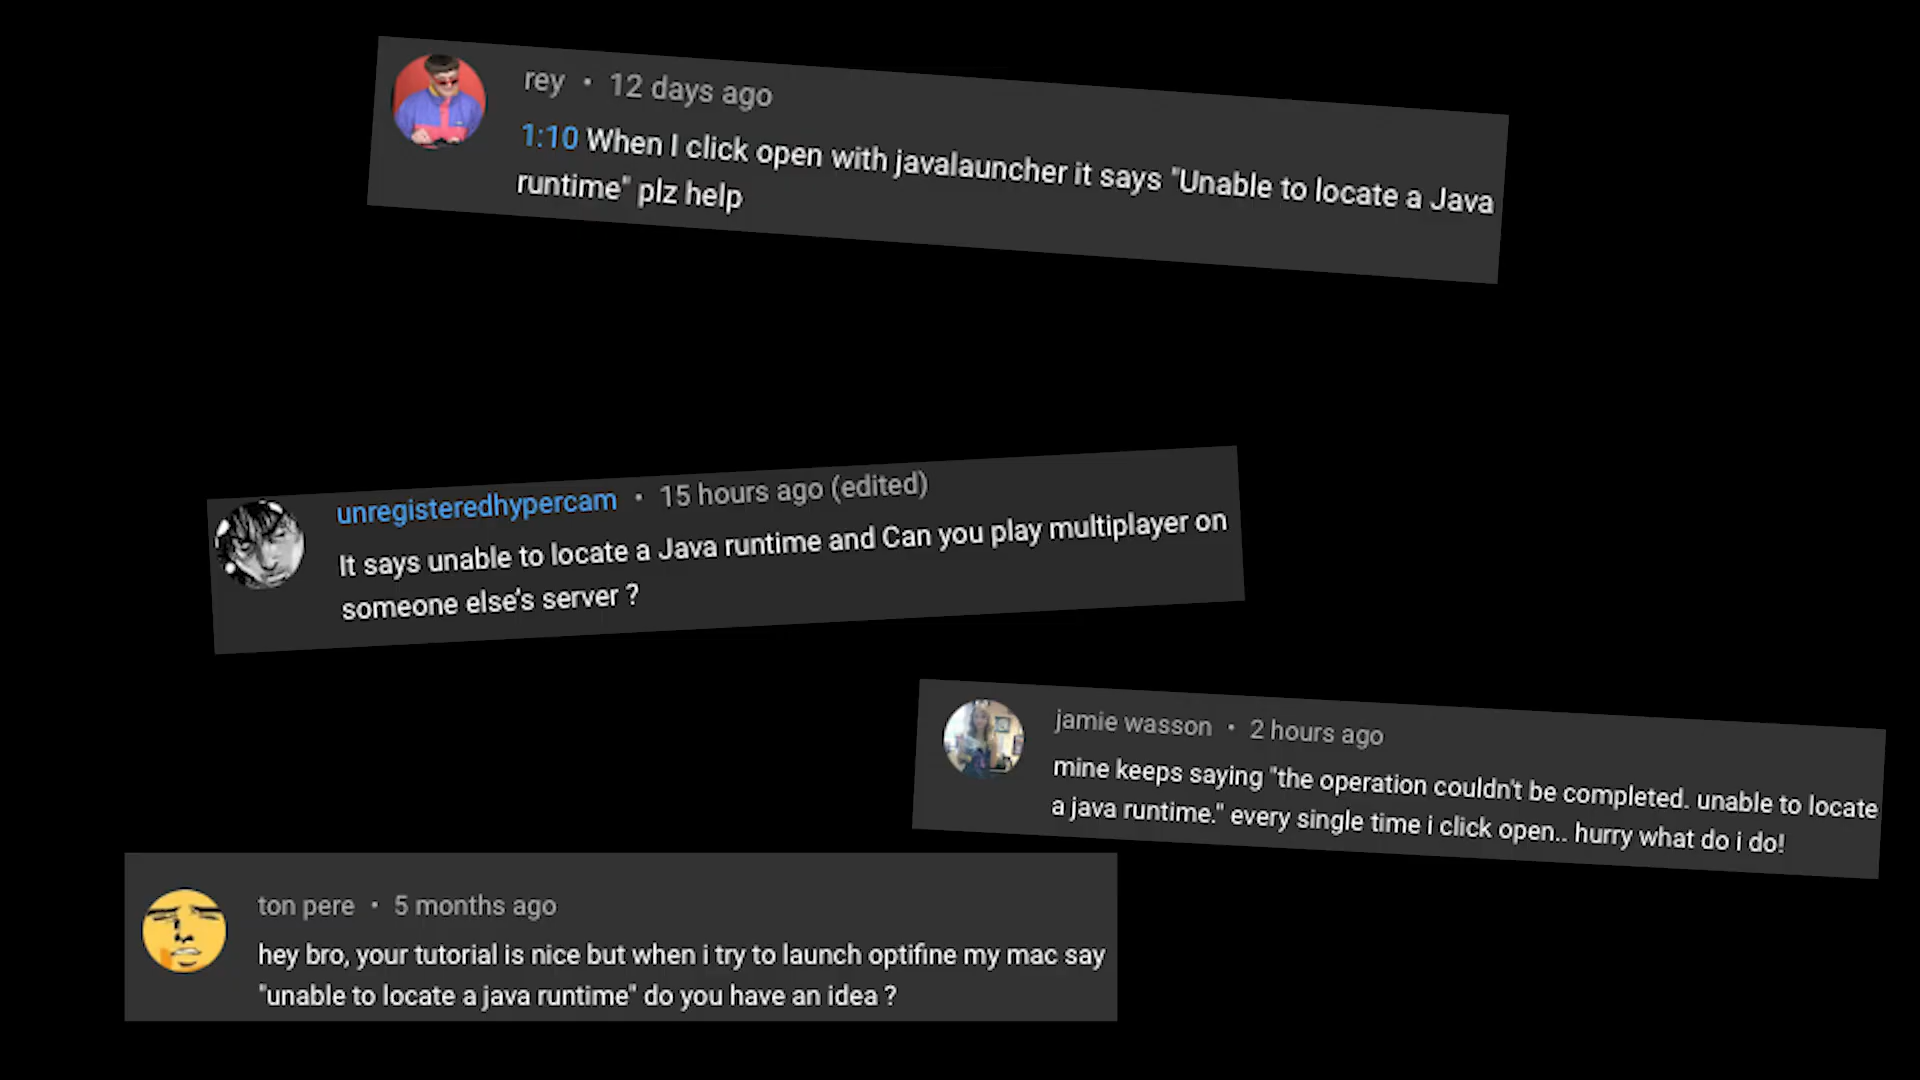 rey • 12 days ago
1:10 When I click open with javalauncher it says "Unable to locate a Java
runtime" plz help
unregisteredhypercam • 15 hours ago (edited)
It says unable to locate a Java runtime and Can you play multiplayer on
someone else's server ?
jamie wasson • 2 hours ago
mine keeps saying "the operation couldn't be completed. unable to locate
a java runtime." every single time i click open.. hurry what do i do!
ton pere • 5 months ago
hey bro, your tutorial is nice but when i try to launch optifine my mac say
"unable to locate a java runtime" do you have an idea ?